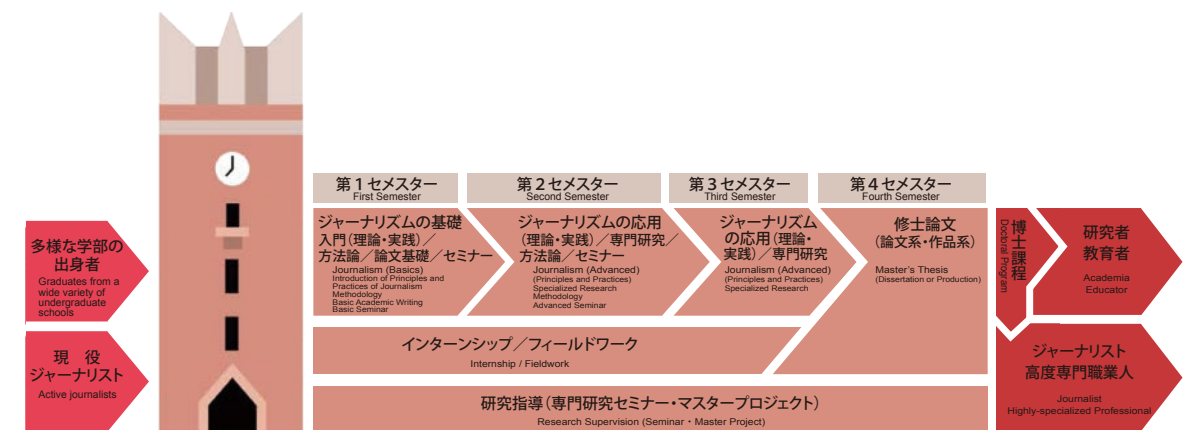 多様な学部の
出身者
Graduates from a
wide variety of
undergraduate
schools
現　役
ジャーナリスト
Active journalists
第１セメスター
First Semester
ジャーナリズムの基礎
入門（理論・実践）／
方法論／論文基礎／セミナー
Journalism (Basics)
Introduction of Principles and
Practices of Journalism
Methodology
Basic Academic Writing
Basic Seminar
第２セメスター
Second Semester
ジャーナリズムの応用
（理論・実践）／専門研究／
方法論／セミナー
Journalism (Advanced)
(Principles and Practices)
Specialized Research
Methodology
Advanced Seminar
第３セメスター
Third Semester
ジャーナリズム
の応用（理論・
実践）／専門研究
Journalism (Advanced)
(Principles and Practices)
Specialized Research
第４セメスター
Fourth Semester
修士論文
（論文系・作品系）
Master's Thesis
(Dissertation or Production)
インターンシップ／フィールドワーク
Internship / Fieldwork
研究指導（専門研究セミナー・マスタープロジェクト）
Research Supervision (Seminar・Master Project)
博士課程
Doctoral Program
研究者
教育者
Academia
Educator
ジャーナリスト
高度専門職業人
Journalist
Highly-specialized Professional